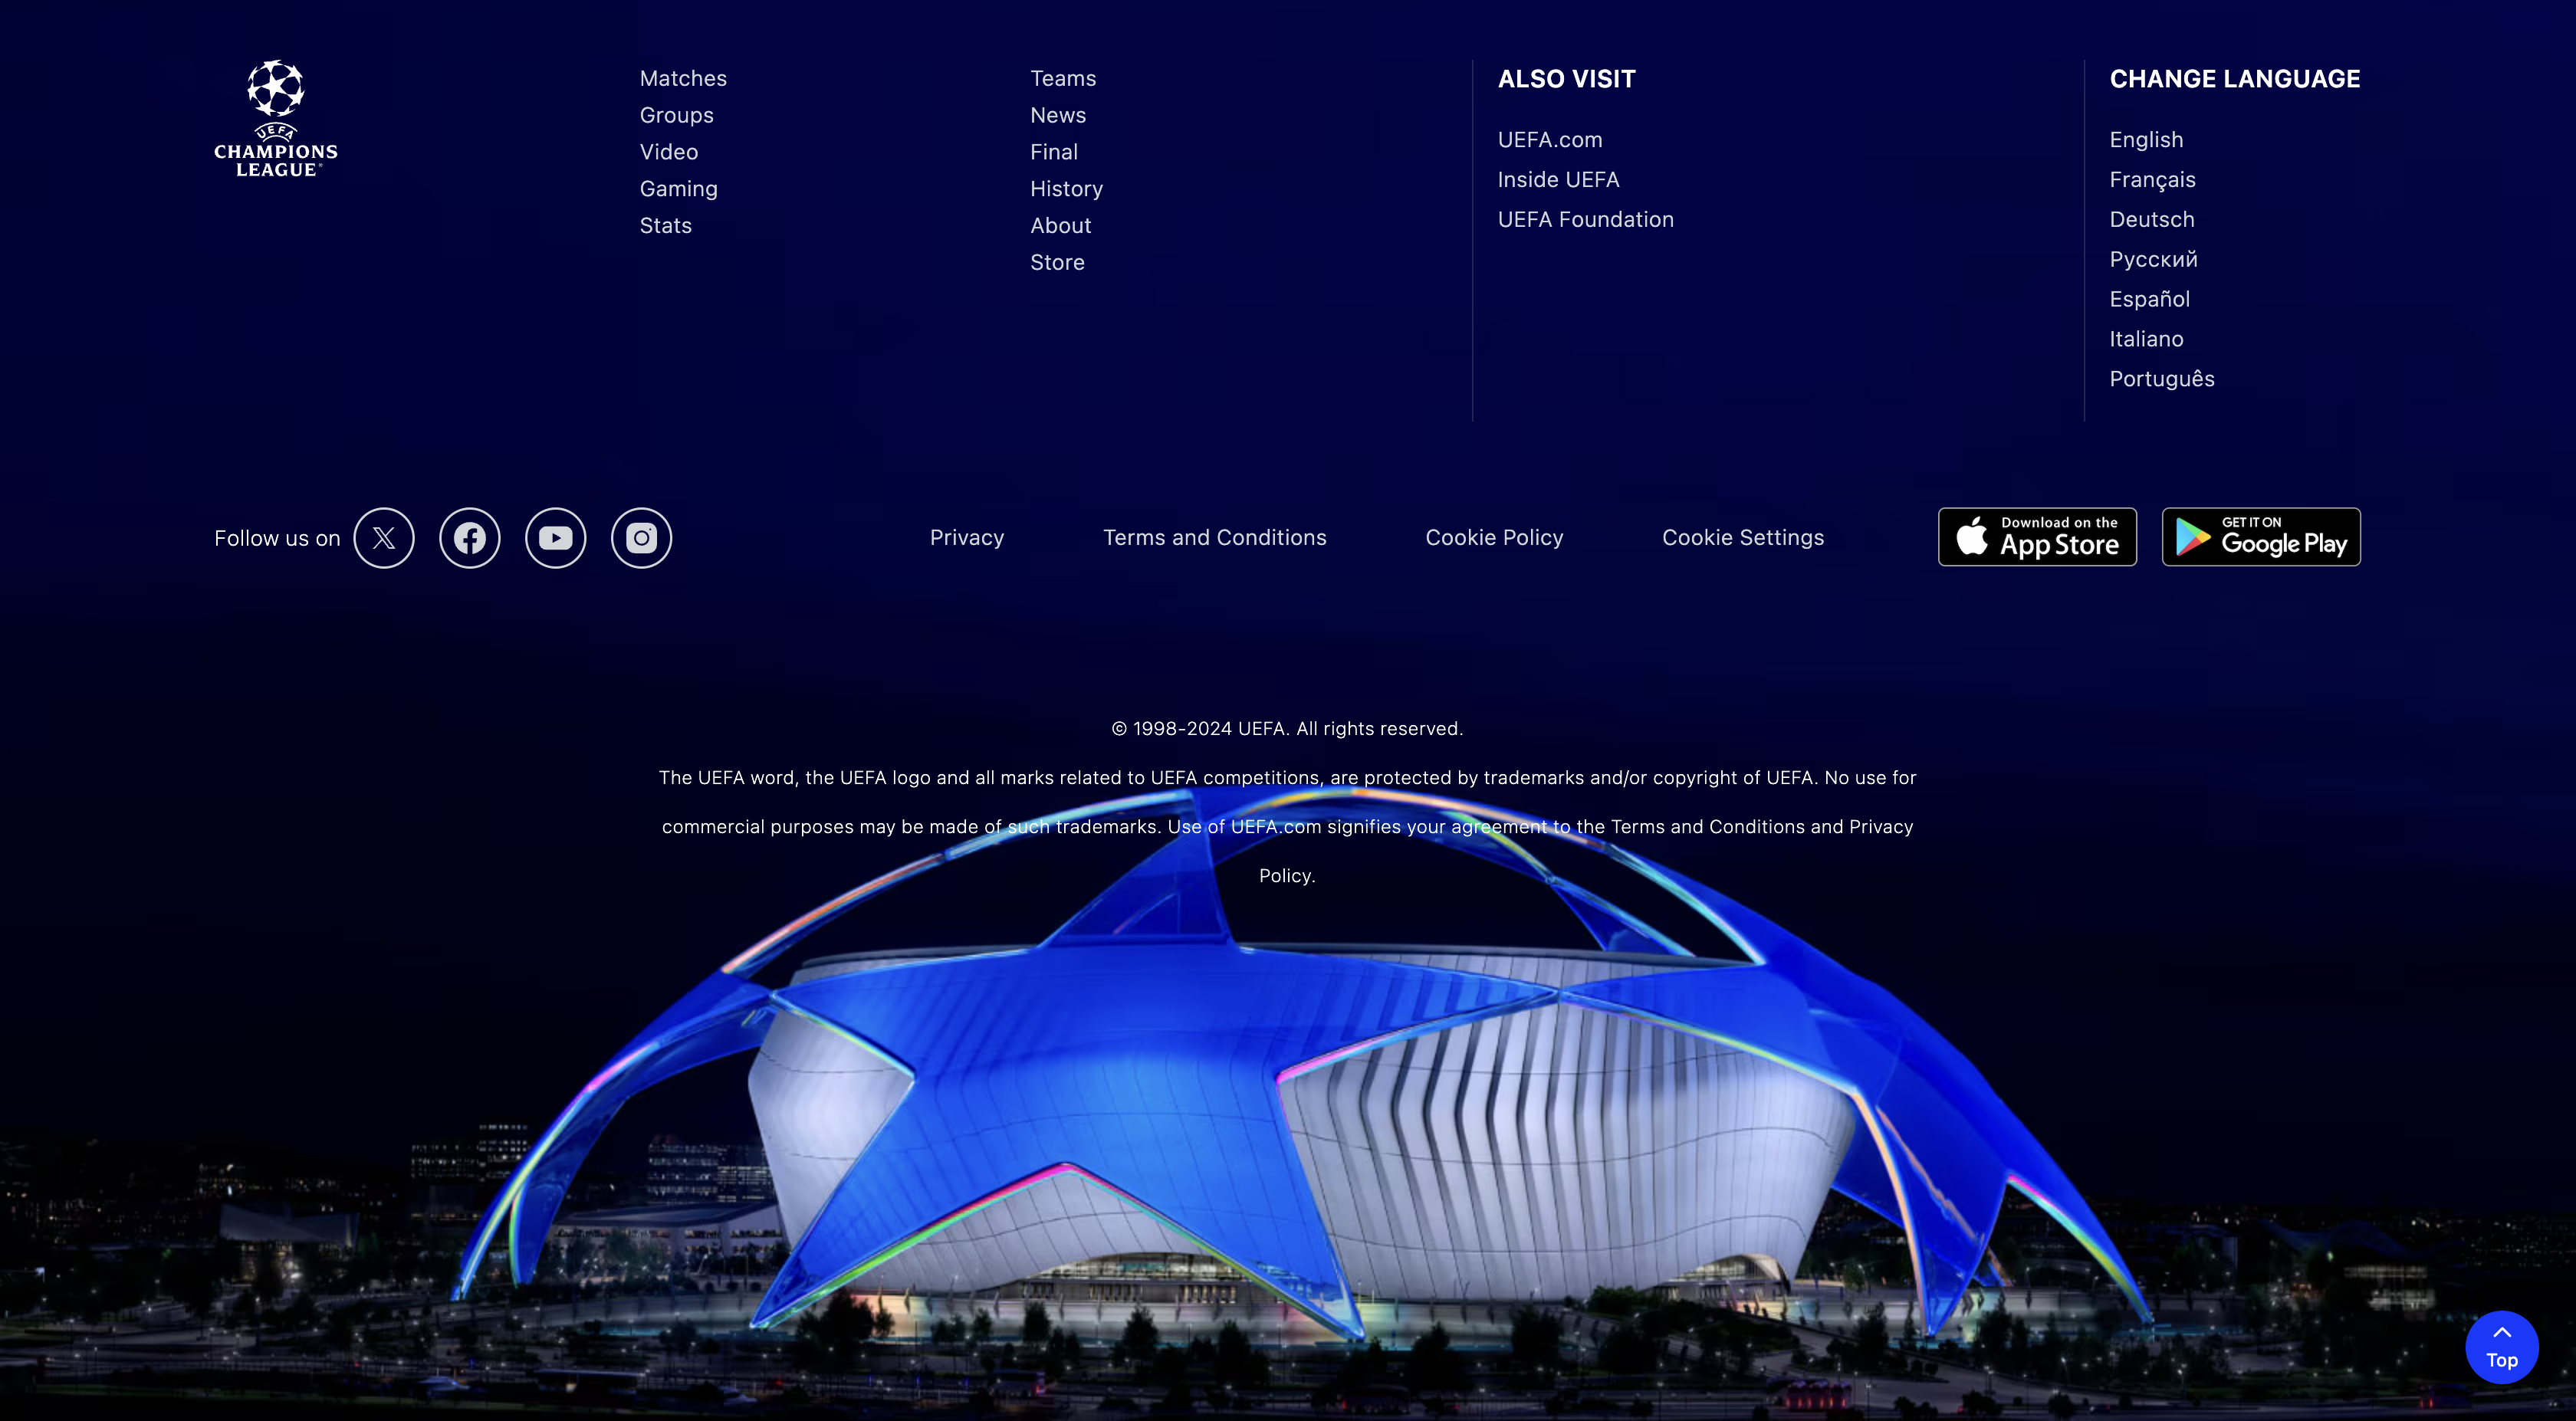 UEFA
CHAMPIONS
LEAGUE
Matches
Groups
Video
Gaming
Stats
Teams
News
Final
History
About
Store
ALSO VISIT
UEFA.com
Inside UEFA
UEFA Foundation
CHANGE LANGUAGE
English
Français
Deutsch
Русский
Español
Italiano
Português
Follow us on
Privacy
Terms and Conditions
Cookie Policy
Cookie Settings
Download on the
App Store
GET IT ON
Google Play
© 1998-2024 UEFA. All rights reserved.
The UEFA word, the UEFA logo and all marks related to UEFA competitions, are protected by trademarks and/or copyright of UEFA. No use for
commercial purposes may be made of such trademarks. Use of UEFA.com signifies your agreement to the Terms and Conditions and Privacy
Policy.
Top